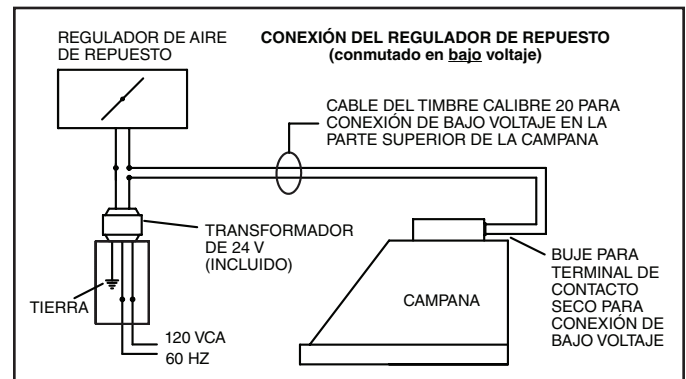 REGULADOR DE AIRE
DE REPUESTO
CONEXIÓN DEL REGULADOR DE REPUESTO
(conmutado en bajo voltaje)
CABLE DEL TIMBRE CALIBRE 20 PARA
CONEXIÓN DE BAJO VOLTAJE EN LA
PARTE SUPERIOR DE LA CAMPANA
TRANSFORMADOR
DE 24 V
(INCLUIDO)
TIERRA
120 VCA
60 HZ
CAMPANA
BUJE PARA
TERMINAL DE
CONTACTO
SECO PARA
CONEXIÓN DE
BAJO VOLTAJE